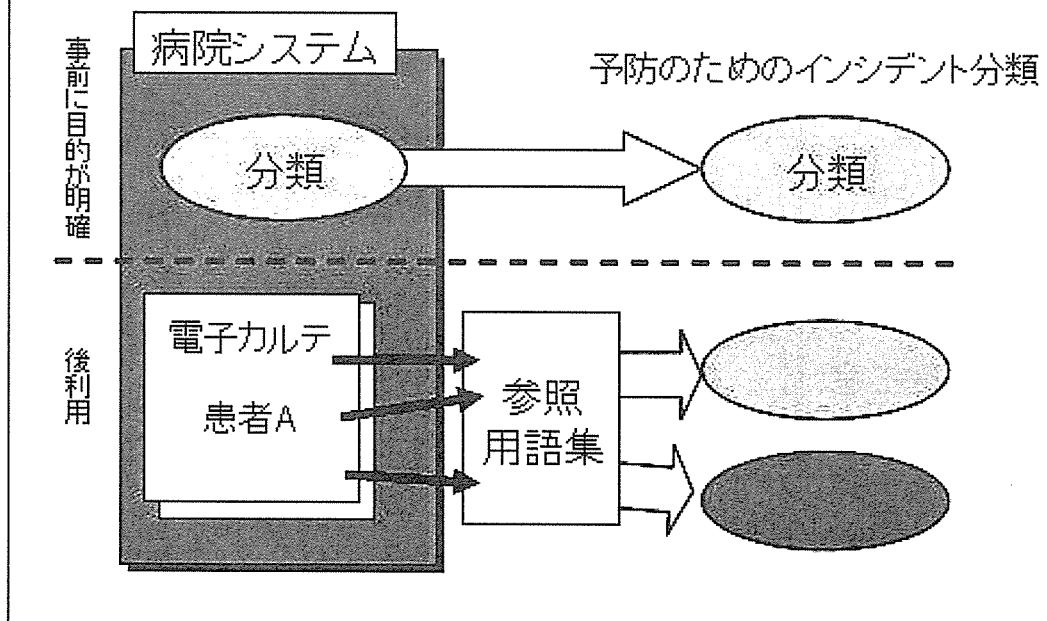 病院システム
事前に目的が明確
予防のためのインシデント分類
分類
分類
後利用
電子カルテ
患者A
参照
用語集